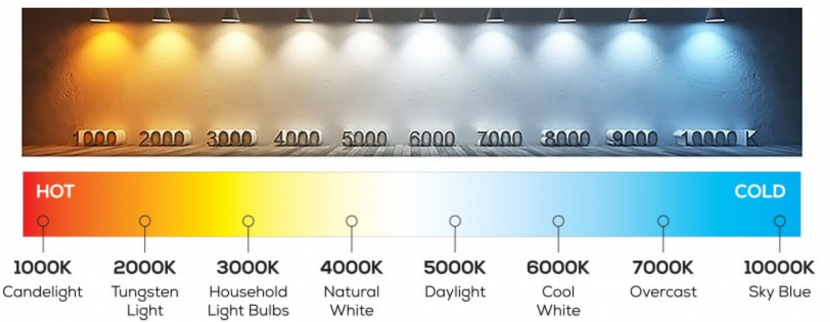 1000 2000 3000 4000 5000 6000 7000 8000 9000 10000 K
HOT COLD
1000K 2000K 3000K 4000K 5000K 6000K 7000K 10000K
Candelight Tungsten Household Natural Daylight Cool Overcast Sky Blue
Light Light Bulbs White White